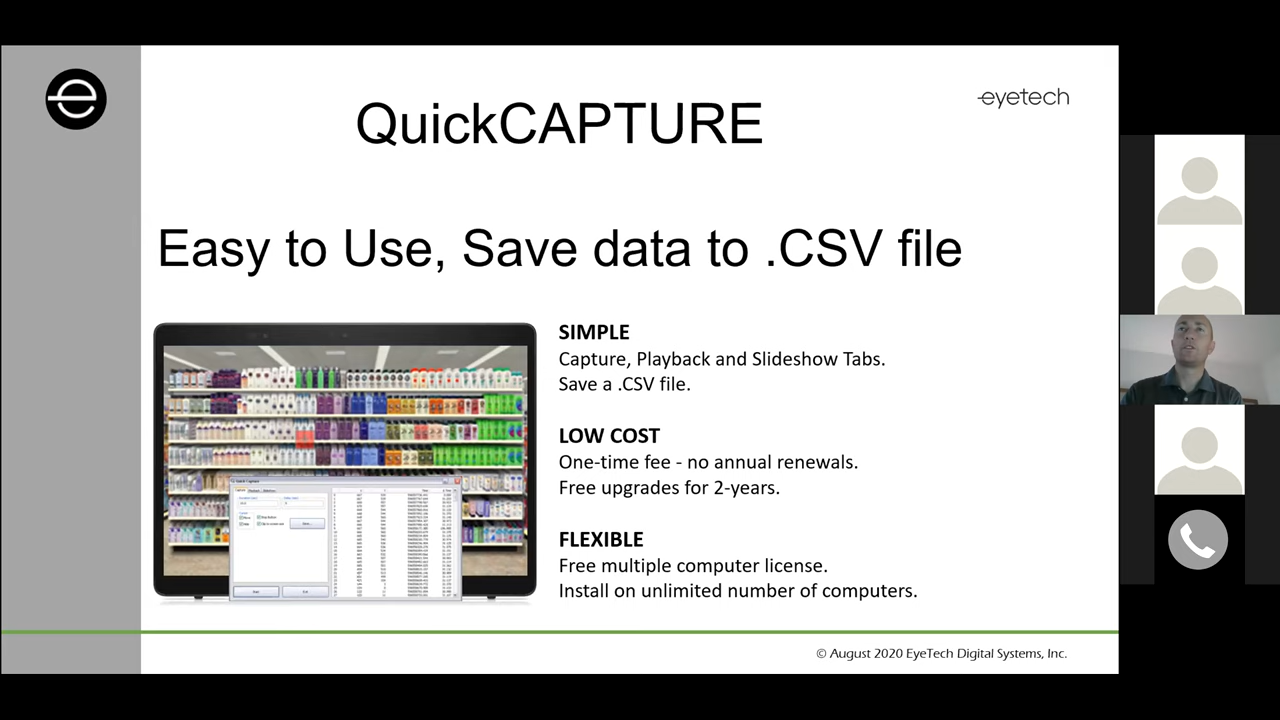 eyetech
QuickCAPTURE
Easy to Use, Save data to .CSV file
SIMPLE
Capture, Playback and Slideshow Tabs.
Save a .CSV file.
LOW COST
One-time fee - no annual renewals.
Free upgrades for 2-years.
FLEXIBLE
Free multiple computer license.
Install on unlimited number of computers.
Quick Capture
© August 2020 EyeTech Digital Systems, Inc.